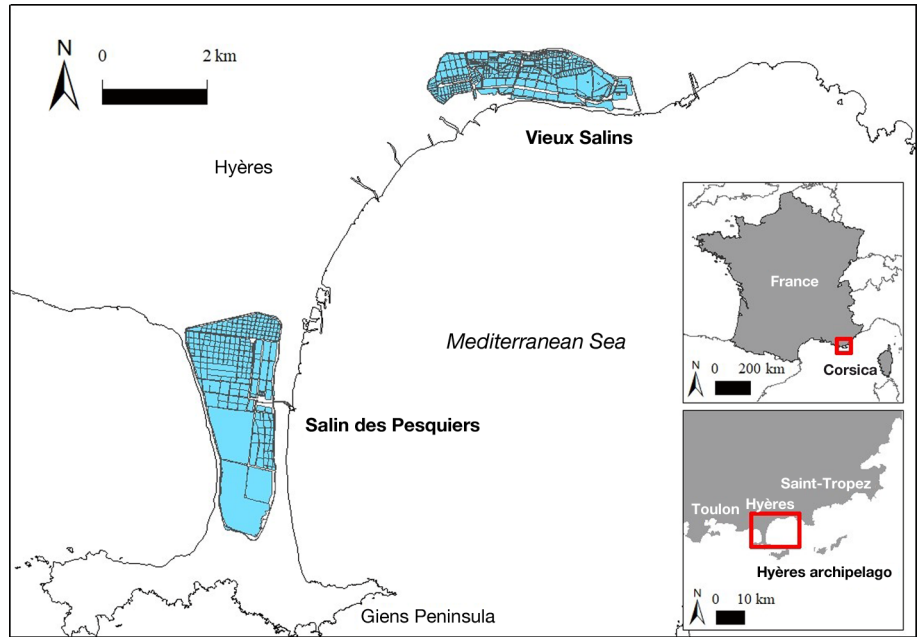 N
0 2 km
Vieux Salins
Hyères
Mediterranean Sea
Salin des Pesquiers
Giens Peninsula
France
N
0 200 km
Corsica
Saint-Tropez
Hyères
Toulon
Hyères archipelago
N
0 10 km